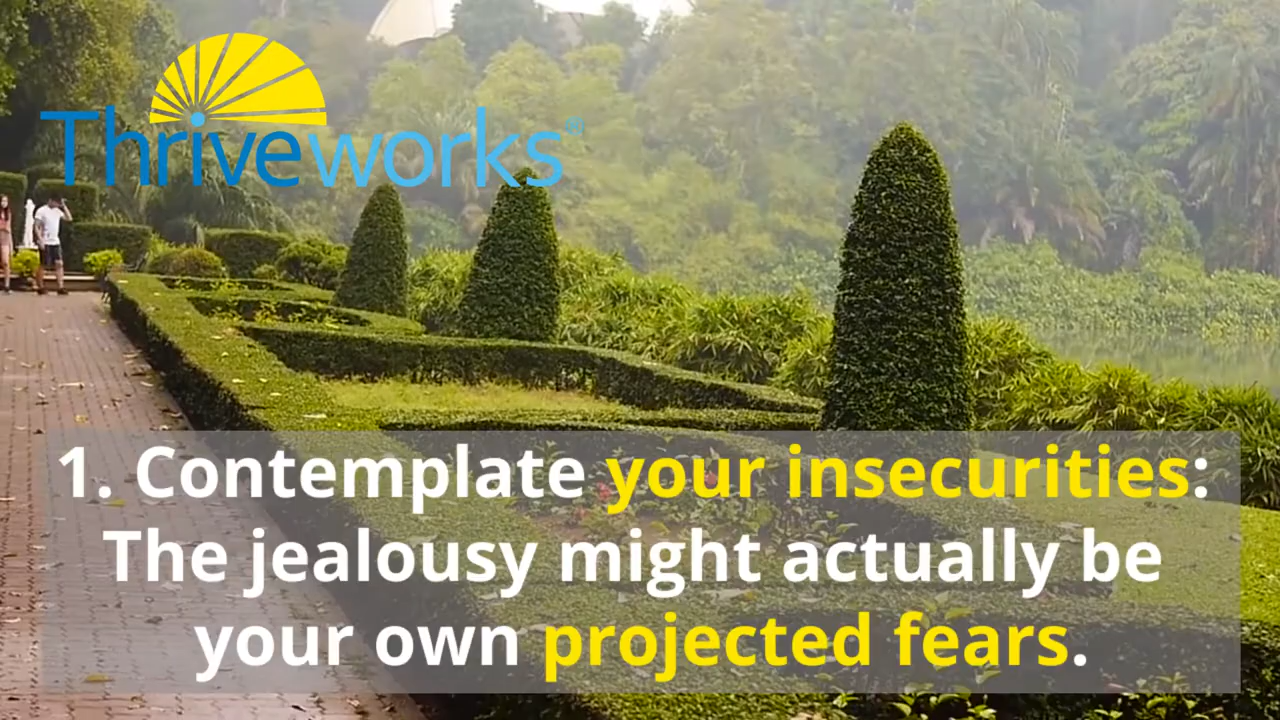 Thriveworks®
1. Contemplate your insecurities:
The jealousy might actually be
your own projected fears.